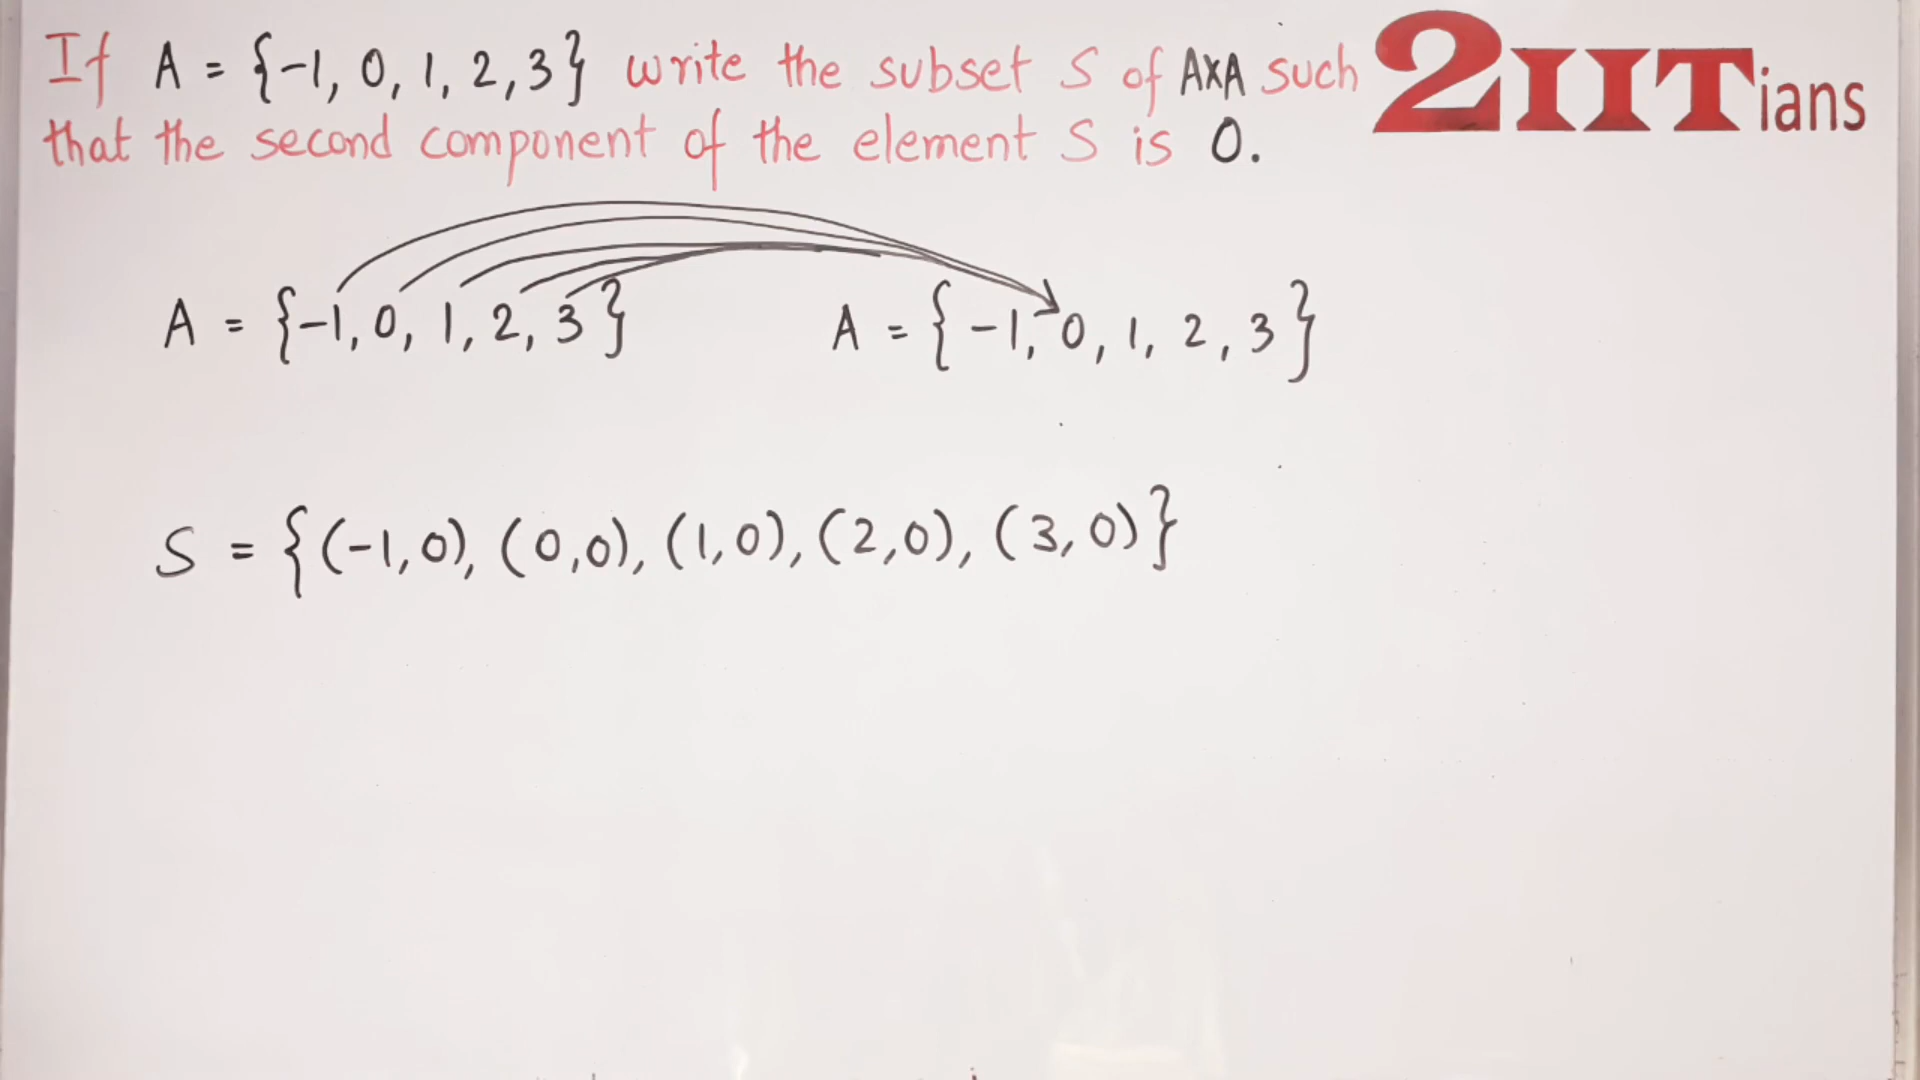 If A = {-1, 0, 1, 2, 3} write the subset S of A×A such
that the second component of the element S is 0.
2IITians
A = {-1, 0, 1, 2, 3} A = {-1, 0, 1, 2, 3}
S = {(-1,0), (0,0), (1,0), (2,0), (3,0)}